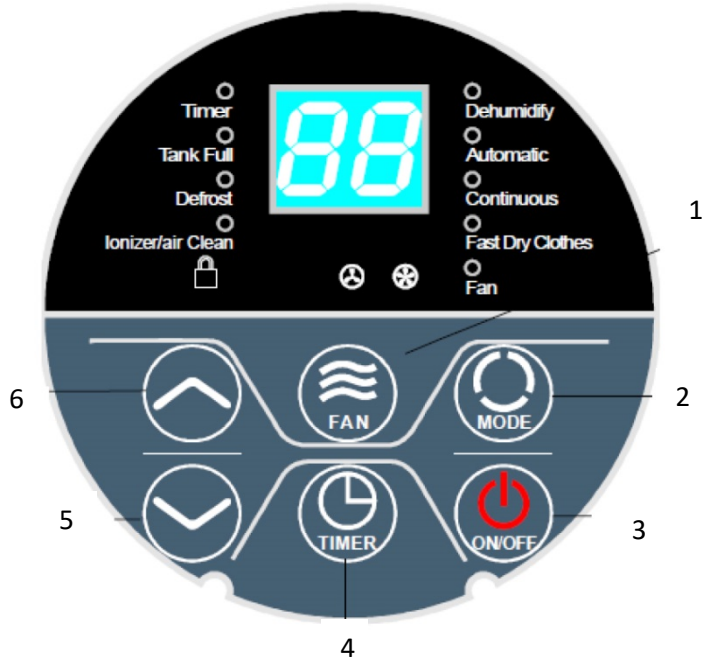 88
Timer
Tank Full
Defrost
Ionizer/air Clean
Dehumidify
Automatic
Continuous
Fast Dry Clothes
Fan
1
FAN
MODE
2
6
TIMER
ON/OFF
3
5
4